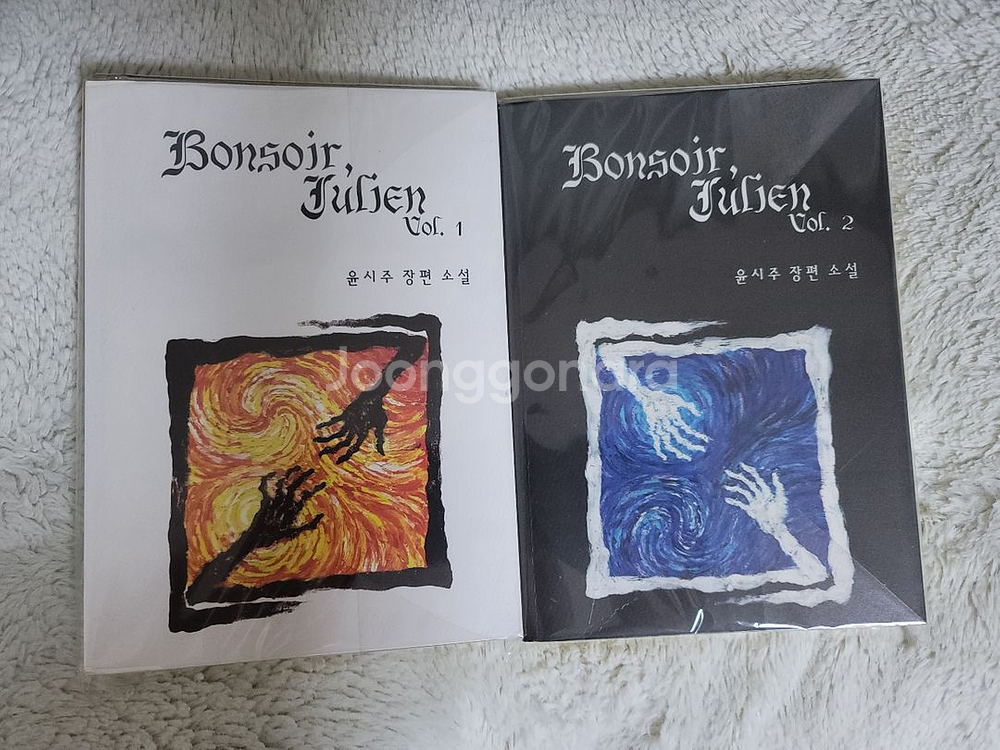 Bonsoir,
Julien
Vol. 1
윤시주 장편 소설
Bonsoir,
Julien
Vol. 2
윤시주 장편 소설
Joonggonara